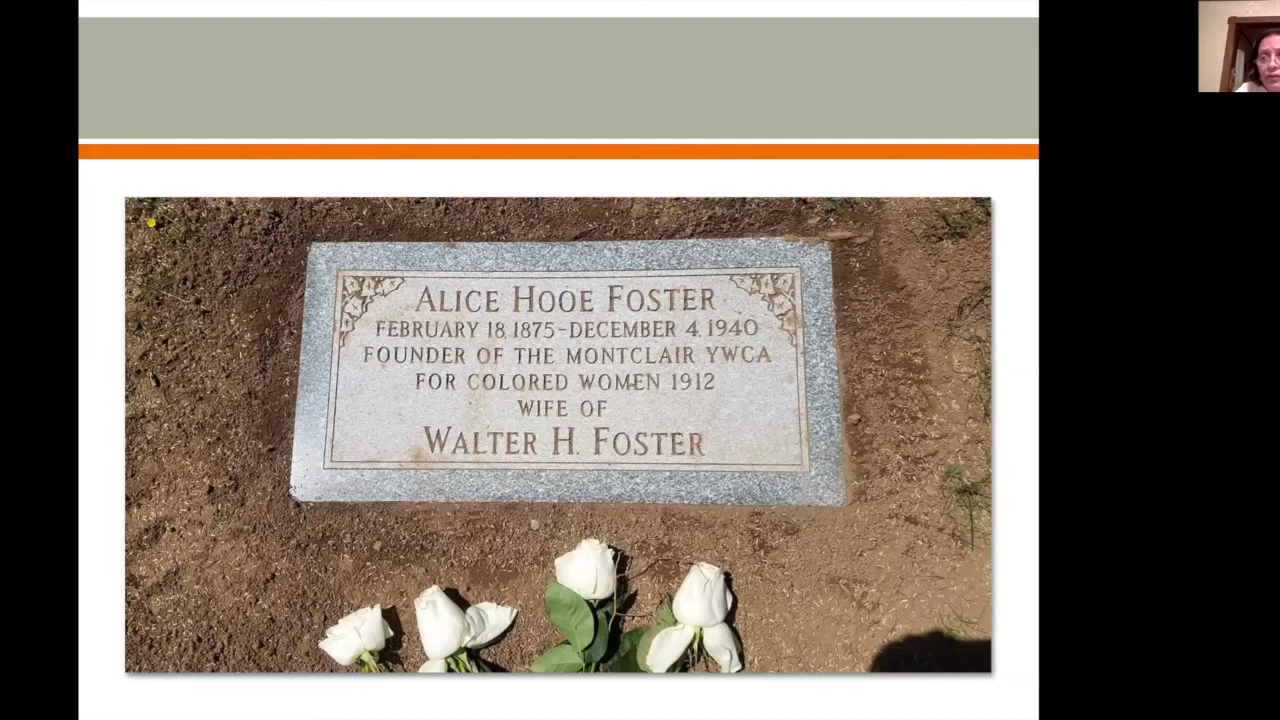 ALICE HOOE FOSTER
FEBRUARY 18, 1875-DECEMBER 4, 1940
FOUNDER OF THE MONTCLAIR YWCA
FOR COLORED WOMEN 1912
WIFE OF
WALTER H. FOSTER